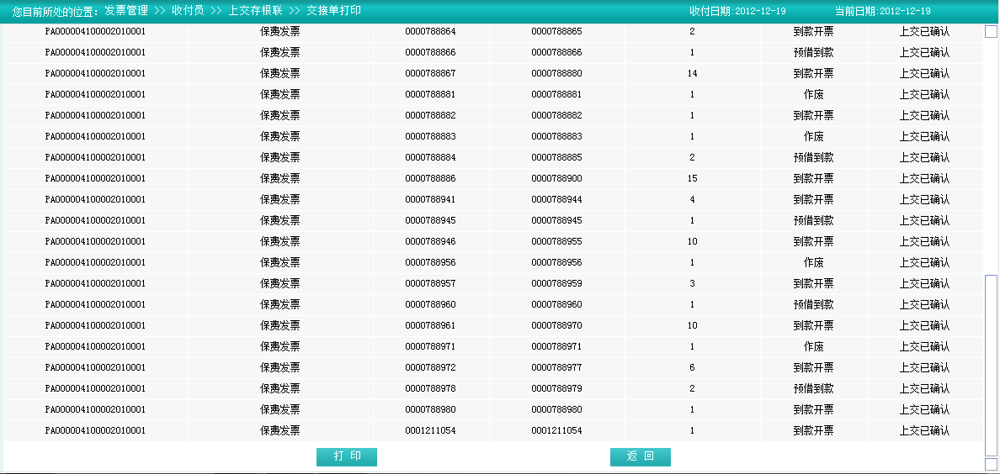 您目前所处的位置：发票管理 >> 收付员 >> 上交存根联 >> 交接单打印 收付日期:2012-12-19 当前日期:2012-12-19
PA000004100002010001 保费发票 0000788864 0000788865 2 到款开票 上交已确认
PA000004100002010001 保费发票 0000788866 0000788866 1 预借到款 上交已确认
PA000004100002010001 保费发票 0000788867 0000788880 14 到款开票 上交已确认
PA000004100002010001 保费发票 0000788881 0000788881 1 作废 上交已确认
PA000004100002010001 保费发票 0000788882 0000788882 1 到款开票 上交已确认
PA000004100002010001 保费发票 0000788883 0000788883 1 作废 上交已确认
PA000004100002010001 保费发票 0000788884 0000788885 2 预借到款 上交已确认
PA000004100002010001 保费发票 0000788886 0000788900 15 到款开票 上交已确认
PA000004100002010001 保费发票 0000788941 0000788944 4 到款开票 上交已确认
PA000004100002010001 保费发票 0000788945 0000788945 1 预借到款 上交已确认
PA000004100002010001 保费发票 0000788946 0000788955 10 到款开票 上交已确认
PA000004100002010001 保费发票 0000788956 0000788956 1 作废 上交已确认
PA000004100002010001 保费发票 0000788957 0000788959 3 到款开票 上交已确认
PA000004100002010001 保费发票 0000788960 0000788960 1 预借到款 上交已确认
PA000004100002010001 保费发票 0000788961 0000788970 10 到款开票 上交已确认
PA000004100002010001 保费发票 0000788971 0000788971 1 作废 上交已确认
PA000004100002010001 保费发票 0000788972 0000788977 6 到款开票 上交已确认
PA000004100002010001 保费发票 0000788978 0000788979 2 预借到款 上交已确认
PA000004100002010001 保费发票 0000788980 0000788980 1 到款开票 上交已确认
PA000004100002010001 保费发票 0001211054 0001211054 1 到款开票 上交已确认
打 印 返 回